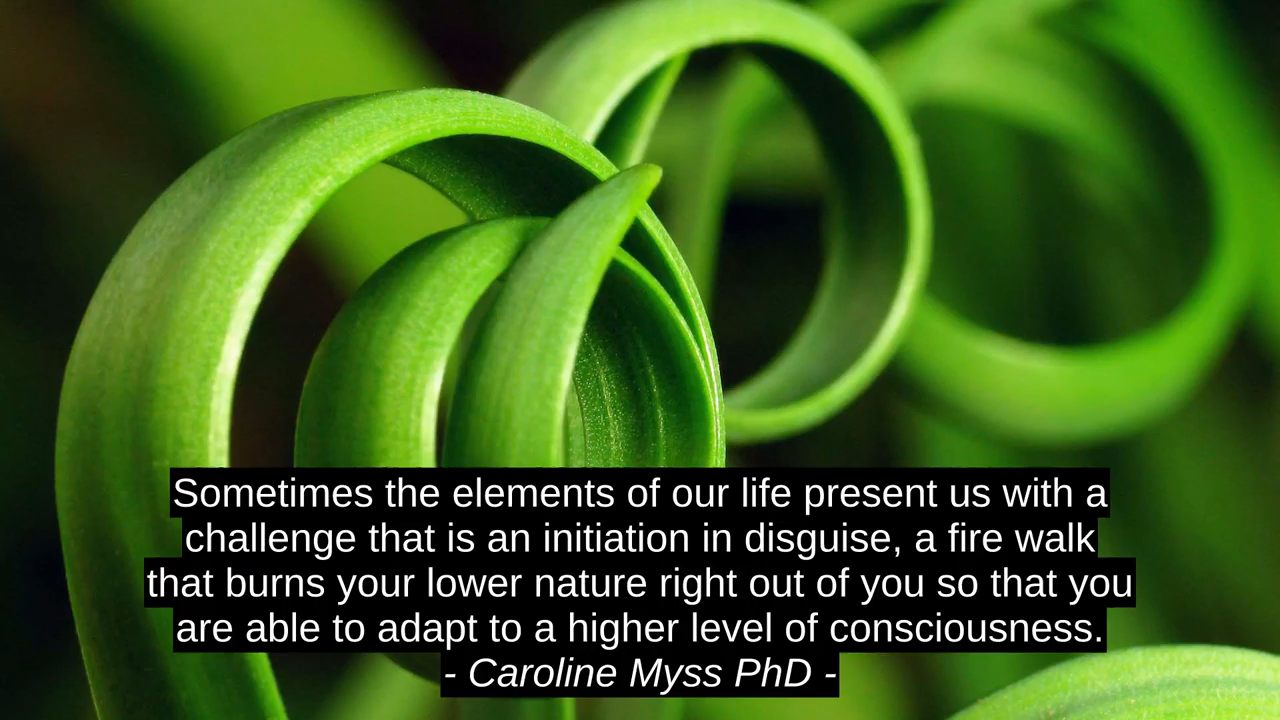 Sometimes the elements of our life present us with a
challenge that is an initiation in disguise, a fire walk
that burns your lower nature right out of you so that you
are able to adapt to a higher level of consciousness.
- Caroline Myss PhD -